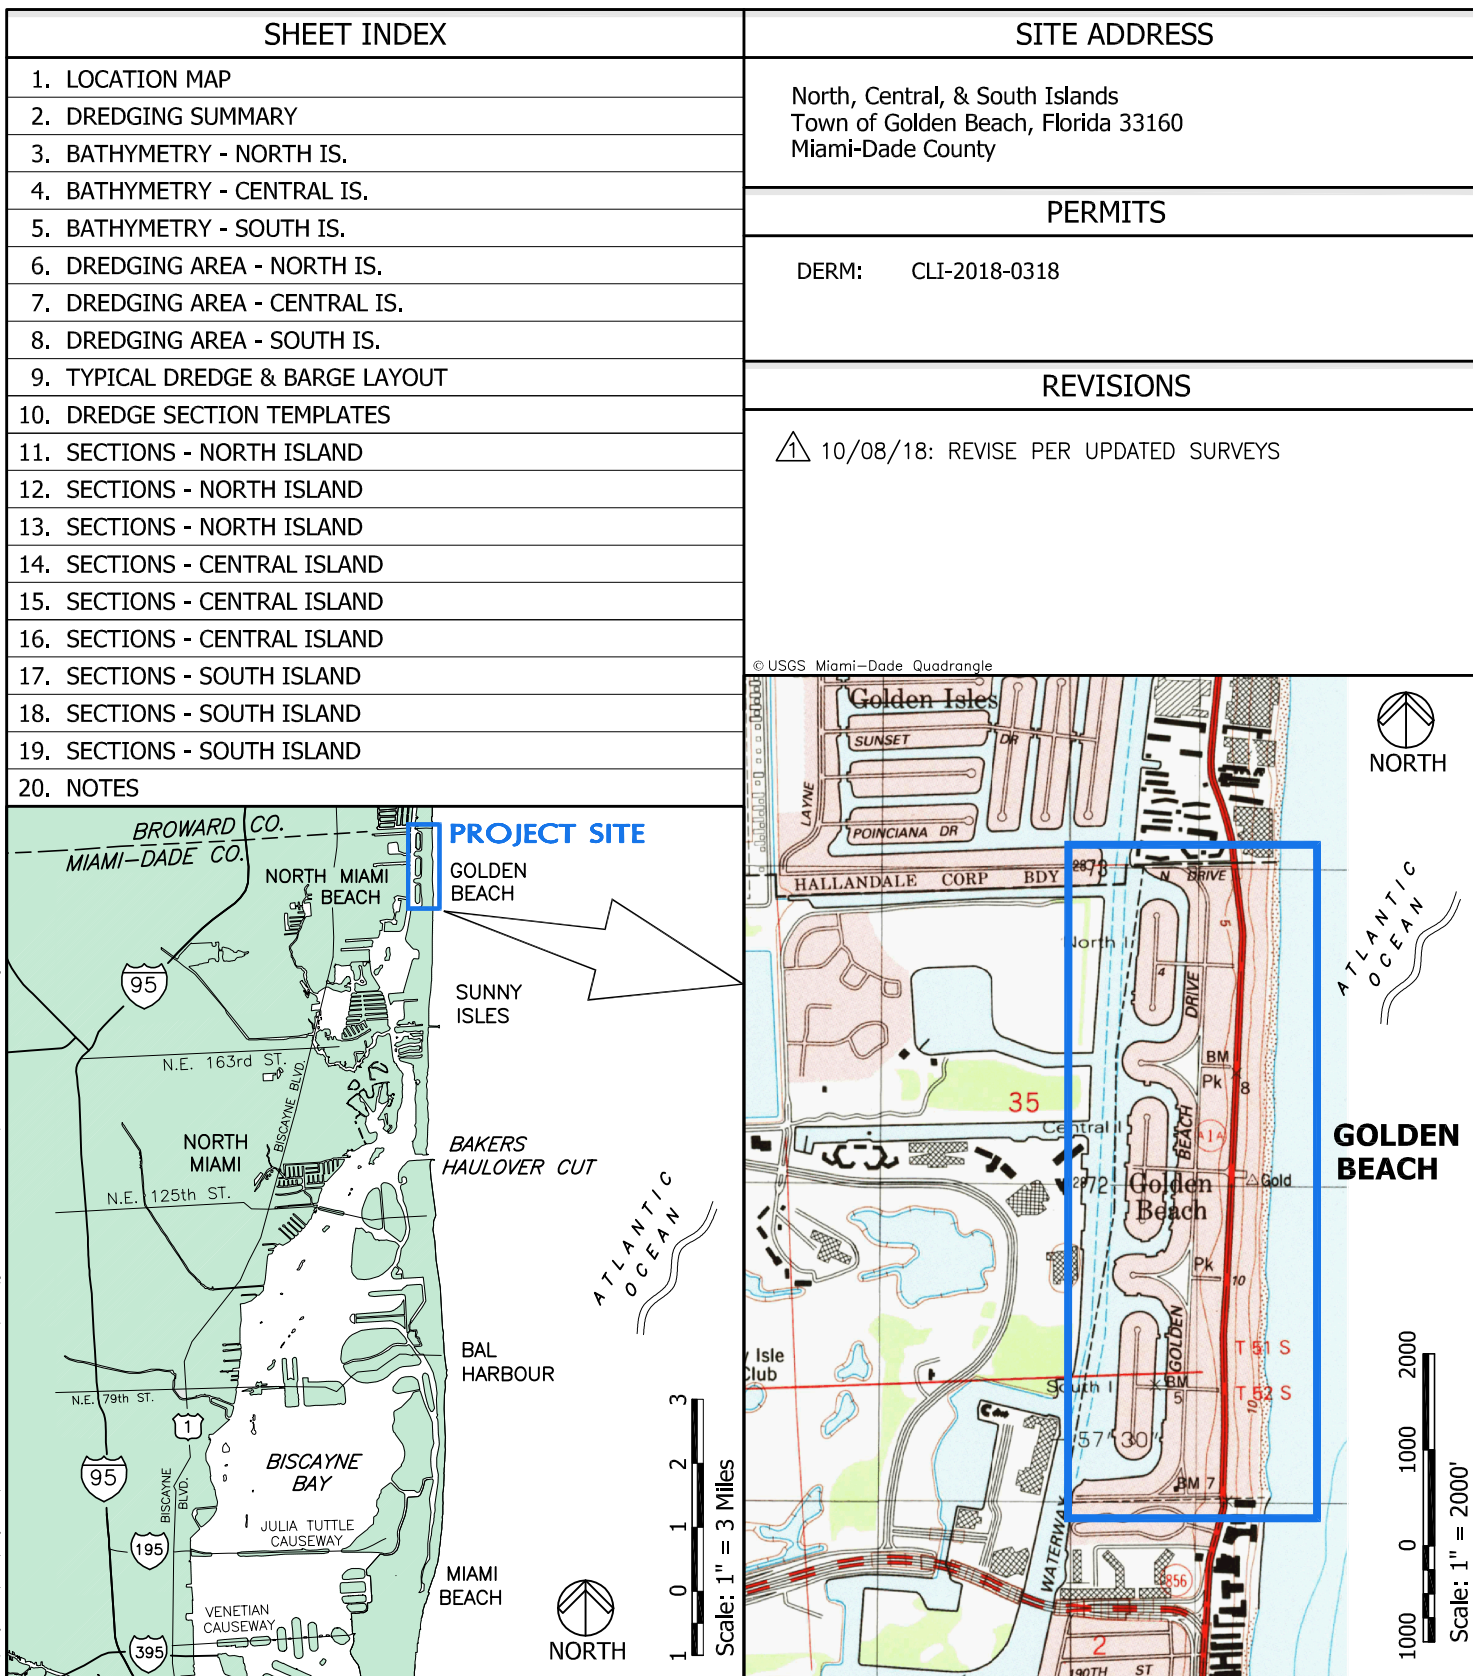 SHEET INDEX
1. LOCATION MAP
2. DREDGING SUMMARY
3. BATHYMETRY - NORTH IS.
4. BATHYMETRY - CENTRAL IS.
5. BATHYMETRY - SOUTH IS.
6. DREDGING AREA - NORTH IS.
7. DREDGING AREA - CENTRAL IS.
8. DREDGING AREA - SOUTH IS.
9. TYPICAL DREDGE & BARGE LAYOUT
10. DREDGE SECTION TEMPLATES
11. SECTIONS - NORTH ISLAND
12. SECTIONS - NORTH ISLAND
13. SECTIONS - NORTH ISLAND
14. SECTIONS - CENTRAL ISLAND
15. SECTIONS - CENTRAL ISLAND
16. SECTIONS - CENTRAL ISLAND
17. SECTIONS - SOUTH ISLAND
18. SECTIONS - SOUTH ISLAND
19. SECTIONS - SOUTH ISLAND
20. NOTES
SITE ADDRESS
North, Central, & South Islands
Town of Golden Beach, Florida 33160
Miami-Dade County
PERMITS
DERM: CLI-2018-0318
REVISIONS
1 10/08/18: REVISE PER UPDATED SURVEYS
© USGS Miami-Dade Quadrangle
BROWARD CO.
MIAMI-DADE CO.
PROJECT SITE
GOLDEN
BEACH
NORTH MIAMI
BEACH
95
SUNNY
ISLES
N.E. 163rd ST.
BISCAYNE BLVD.
NORTH
MIAMI
BAKERS
HAULOVER CUT
N.E. 125th ST.
ATLANTIC
OCEAN
BAL
HARBOUR
N.E. 79th ST.
1
95
BISCAYNE
BLVD.
BISCAYNE
BAY
JULIA TUTTLE
CAUSEWAY
195
MIAMI
BEACH
VENETIAN
CAUSEWAY
395
NORTH
3
2
1
0
1
Scale: 1" = 3 Miles
Golden Isles
SUNSET DR
LAYNE
POINCIANA DR
HALLANDALE CORP BDY
2873
N DRIVE
North I
5
4
DRIVE
BM
Pk
8
35
Central I
BEACH
A1A
2872
Golden
Beach
Gold
Pk
10
GOLDEN
T 51 S
y Isle
Club
South I
BM
5
T 52 S
10
57'30"
BM 7
WATERWAY
856
2
190TH ST
NORTH
ATLANTIC
OCEAN
GOLDEN
BEACH
2000
1000
0
1000
Scale: 1" = 2000'